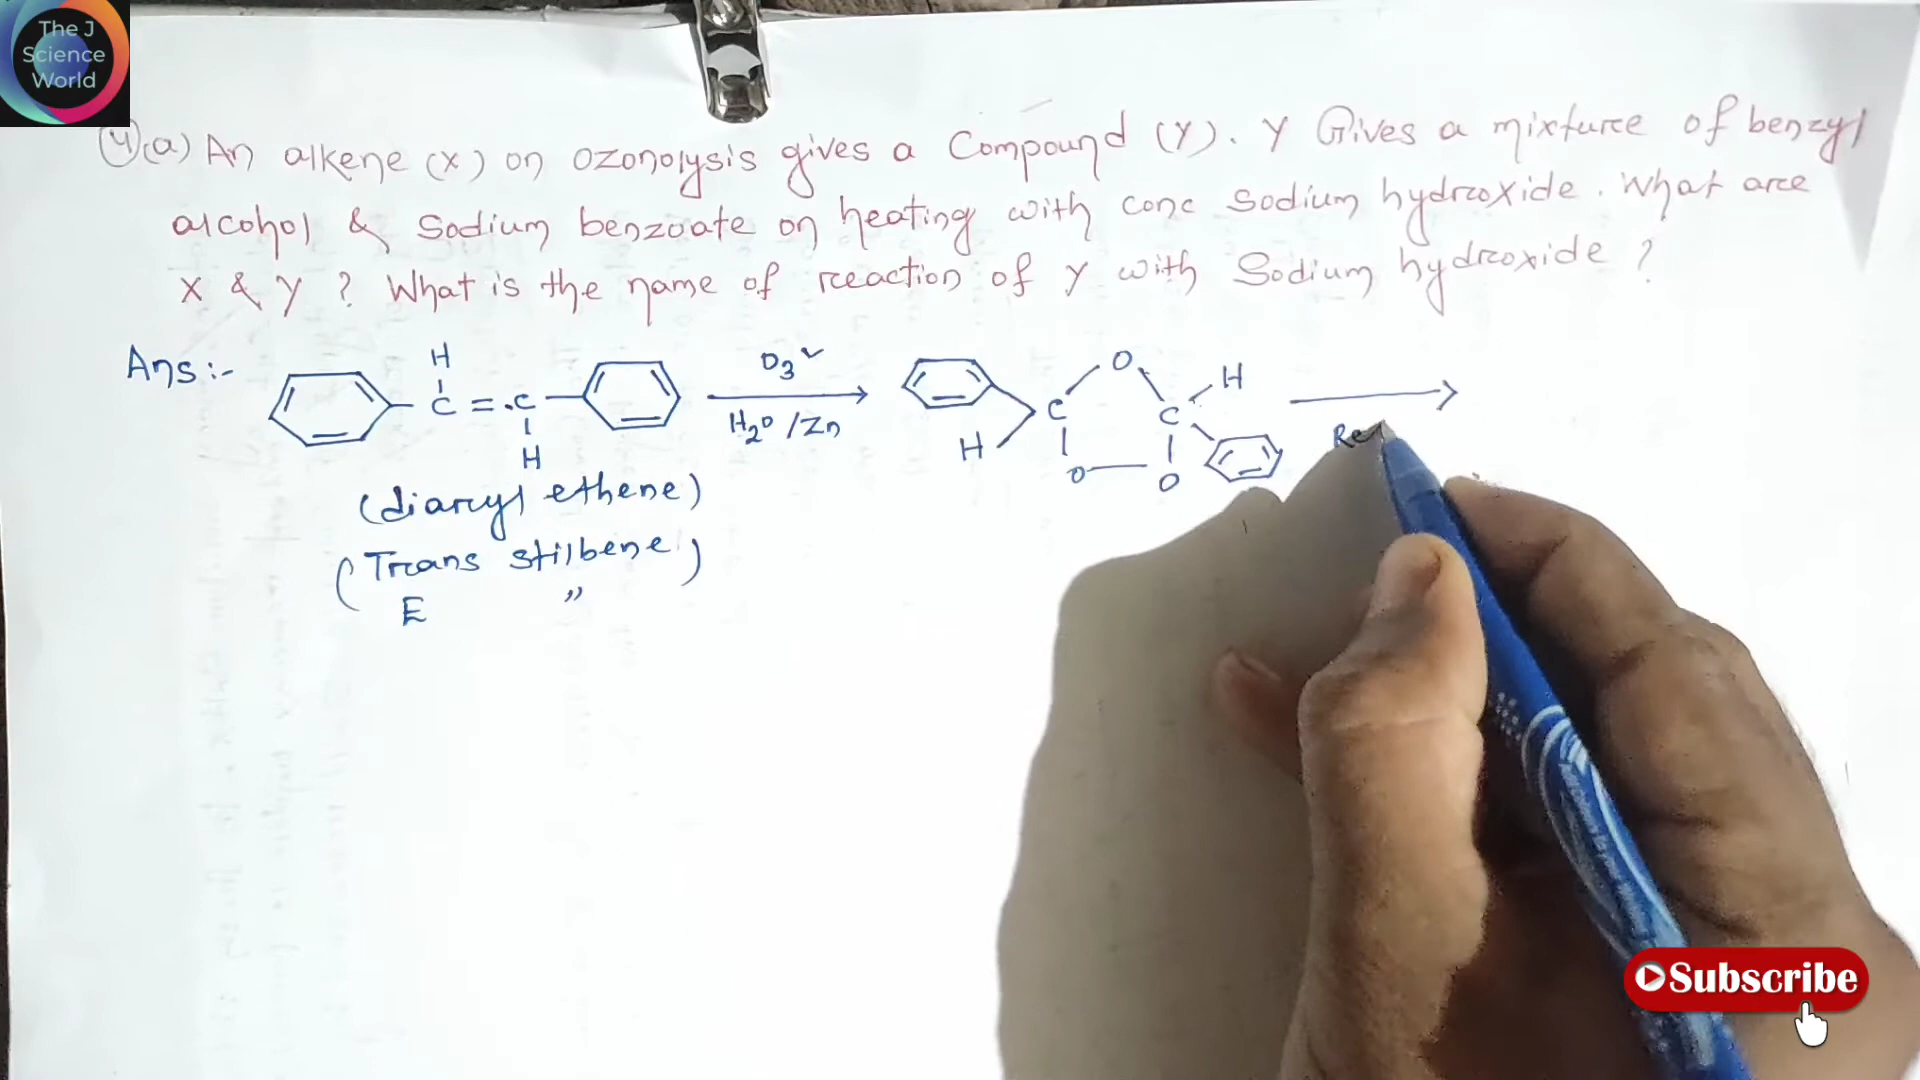 The J
Science
World
4 (a) An alkene (x) on ozonolysis gives a Compound (Y). Y Gives a mixture of benzyl
alcohol & Sodium benzoate on heating with conc Sodium hydroxide. What are
X & Y ? What is the name of reaction of Y with Sodium hydroxide ?
Ans :-
H
C = C
H
O3
H2O / Zn
O
H
C
C
H
O
O
(diaryl ethene)
(Trans stilbene)
E "
Subscribe